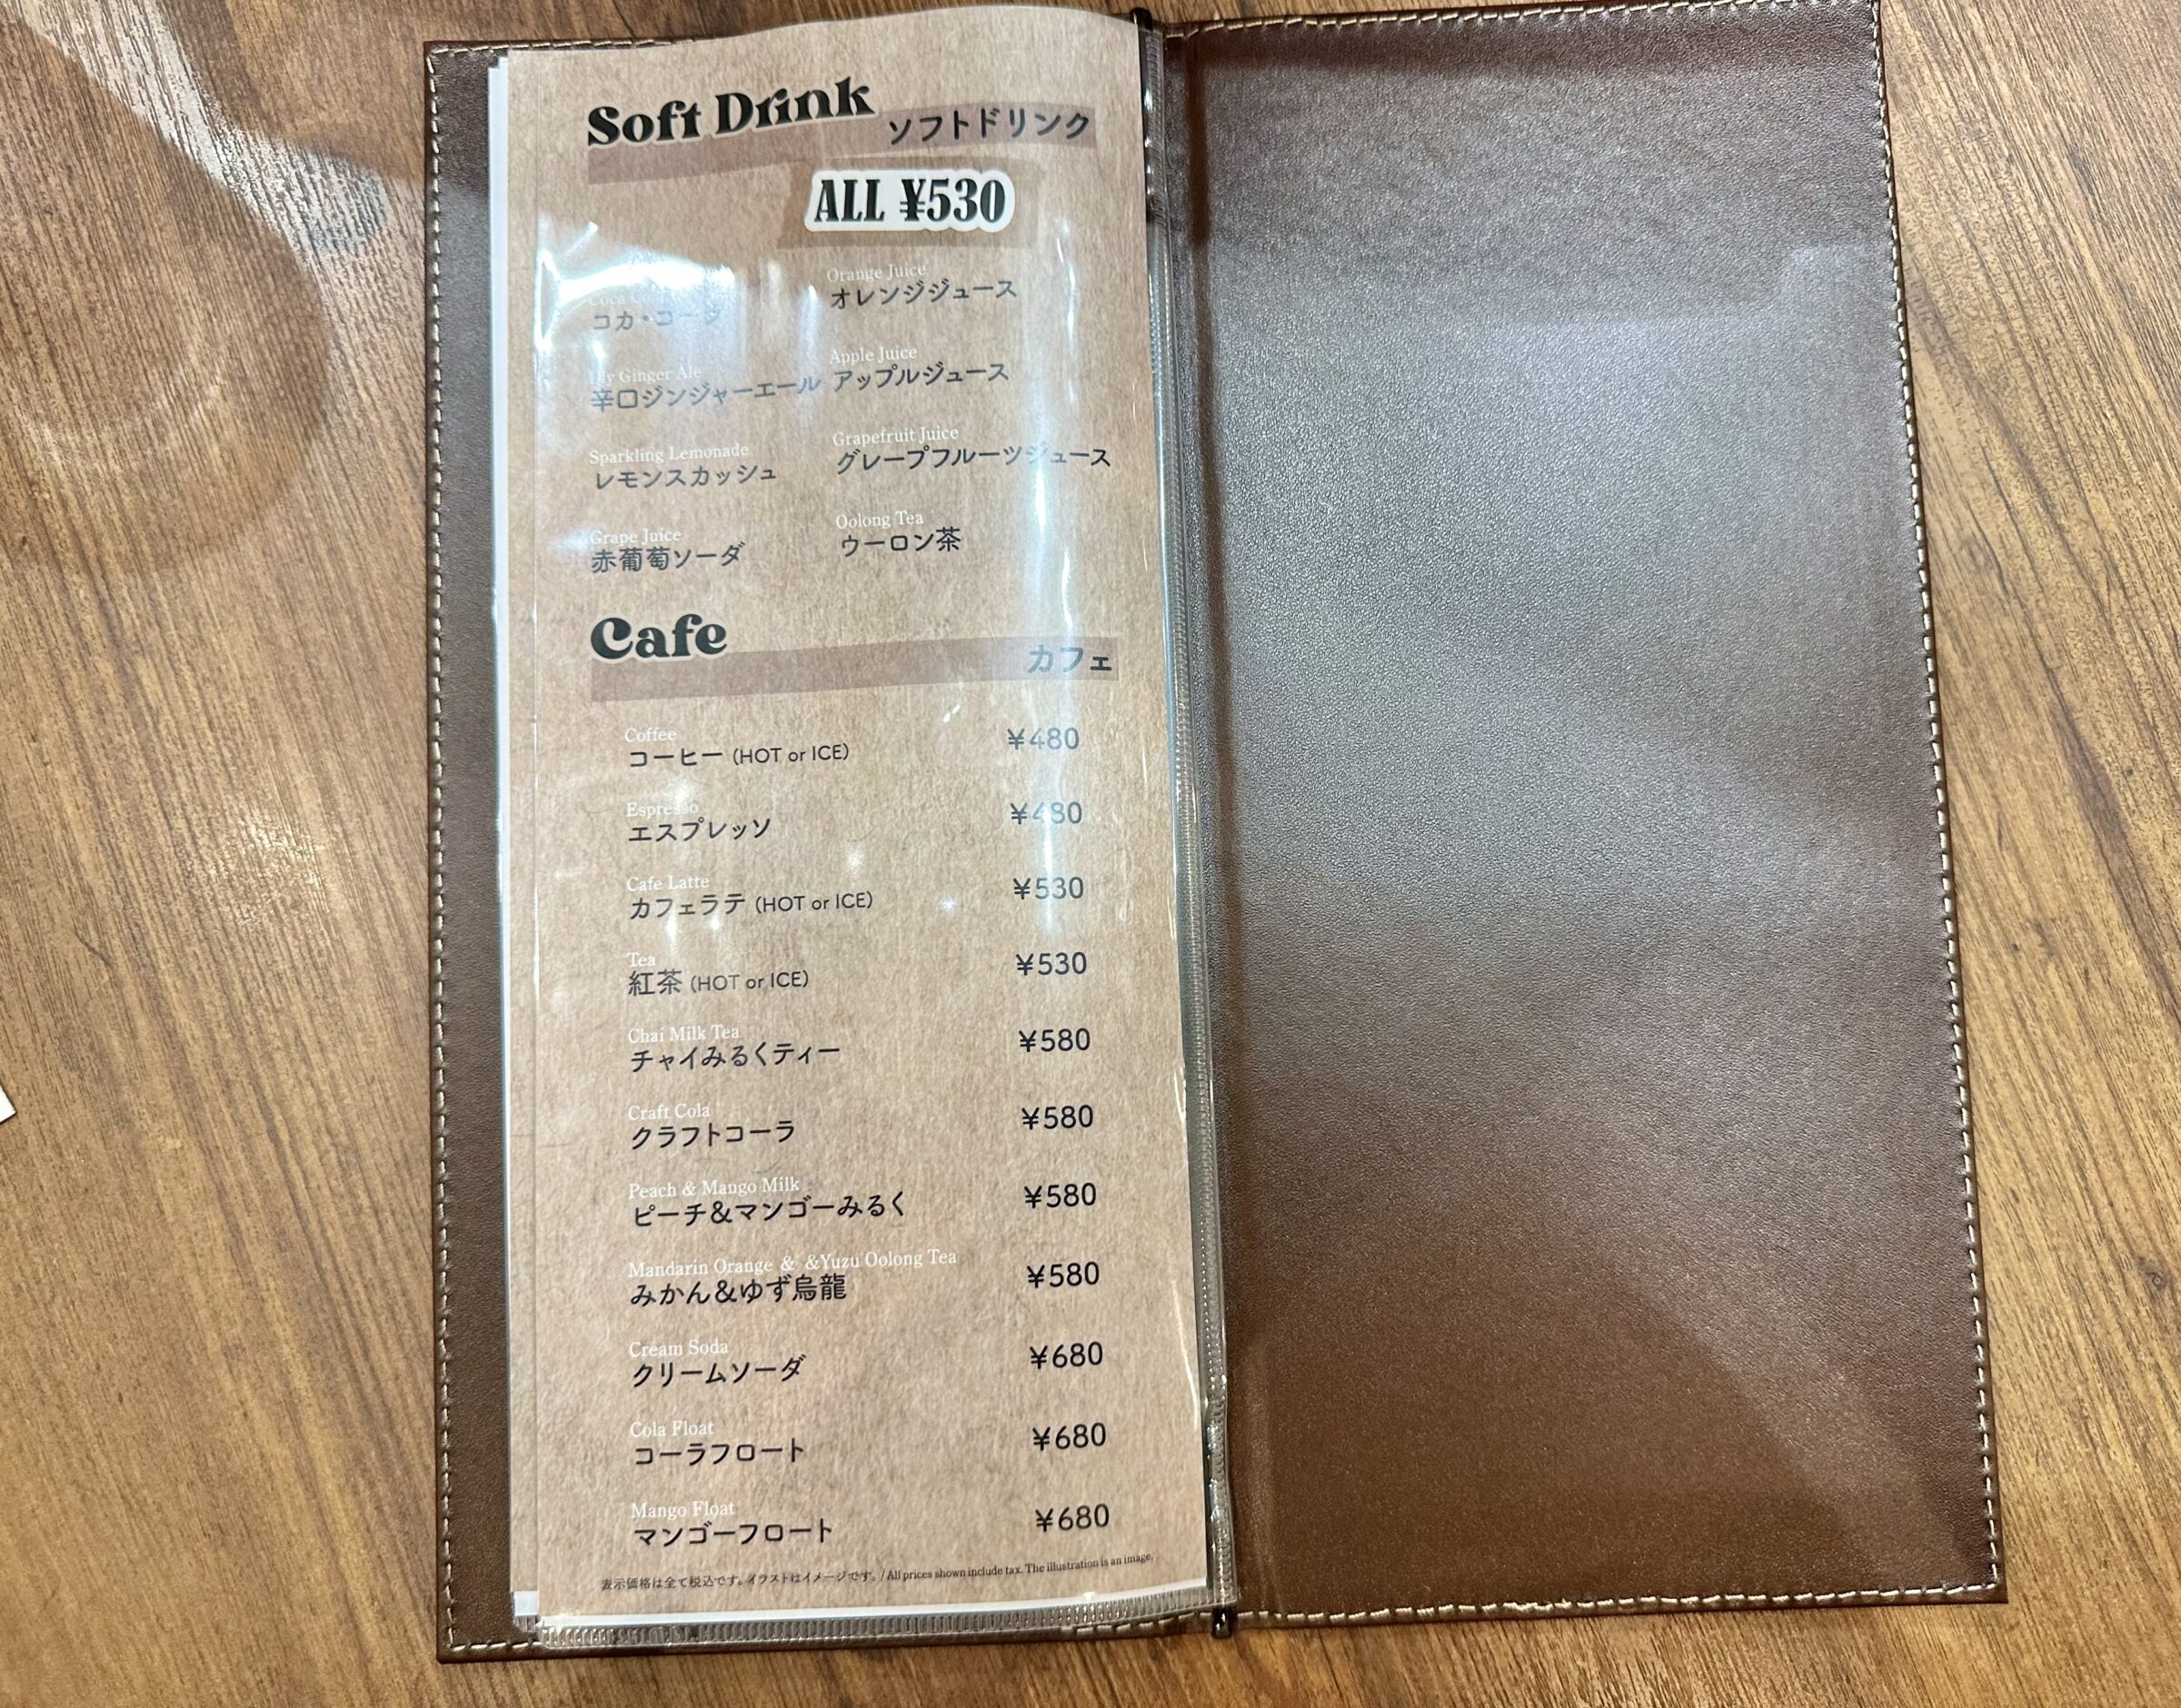 Soft Drink
ソフトドリンク
ALL ¥530
Coca Cola
コカ・コーラ
Dry Ginger Ale
辛口ジンジャーエール
Sparkling Lemonade
レモンスカッシュ
Grape Juice
赤葡萄ソーダ
Orange Juice
オレンジジュース
Apple Juice
アップルジュース
Grapefruit Juice
グレープフルーツジュース
Oolong Tea
ウーロン茶
Cafe
カフェ
Coffee
コーヒー (HOT or ICE) ¥480
Espresso
エスプレッソ ¥480
Cafe Latte
カフェラテ (HOT or ICE) ¥530
Tea
紅茶 (HOT or ICE) ¥530
Chai Milk Tea
チャイみるくティー ¥580
Craft Cola
クラフトコーラ ¥580
Peach & Mango Milk
ピーチ&マンゴーみるく ¥580
Mandarin Orange & &Yuzu Oolong Tea
みかん&ゆず烏龍 ¥580
Cream Soda
クリームソーダ ¥680
Cola Float
コーラフロート ¥680
Mango Float
マンゴーフロート ¥680
表示価格は全て税込です。イラストはイメージです。/ All prices shown include tax. The illustration is an image.